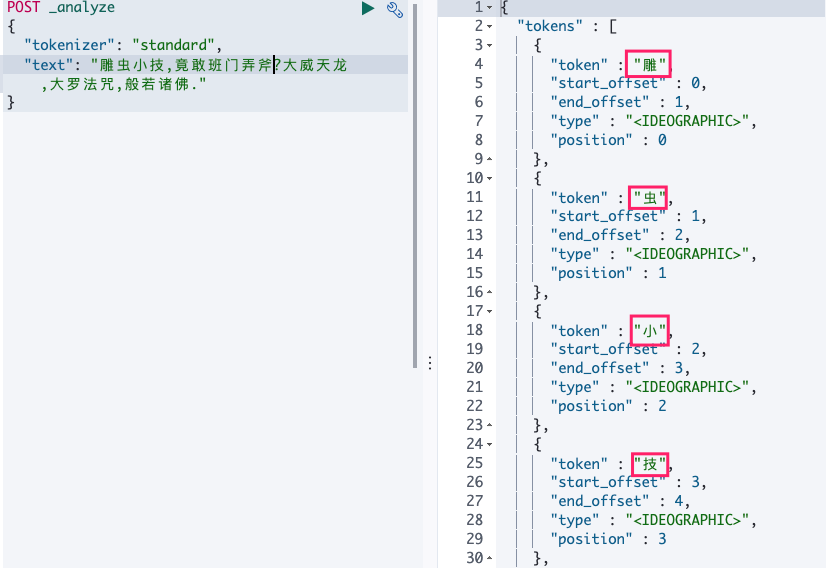 POST _analyze
{
  "tokenizer": "standard",
  "text": "雕虫小技,竟敢班门弄斧?大威天龙
    ,大罗法咒,般若诸佛."
}
1 {
2   "tokens" : [
3     {
4       "token" : "雕",
5       "start_offset" : 0,
6       "end_offset" : 1,
7       "type" : "<IDEOGRAPHIC>",
8       "position" : 0
9     },
10     {
11       "token" : "虫",
12       "start_offset" : 1,
13       "end_offset" : 2,
14       "type" : "<IDEOGRAPHIC>",
15       "position" : 1
16     },
17     {
18       "token" : "小",
19       "start_offset" : 2,
20       "end_offset" : 3,
21       "type" : "<IDEOGRAPHIC>",
22       "position" : 2
23     },
24     {
25       "token" : "技",
26       "start_offset" : 3,
27       "end_offset" : 4,
28       "type" : "<IDEOGRAPHIC>",
29       "position" : 3
30     },